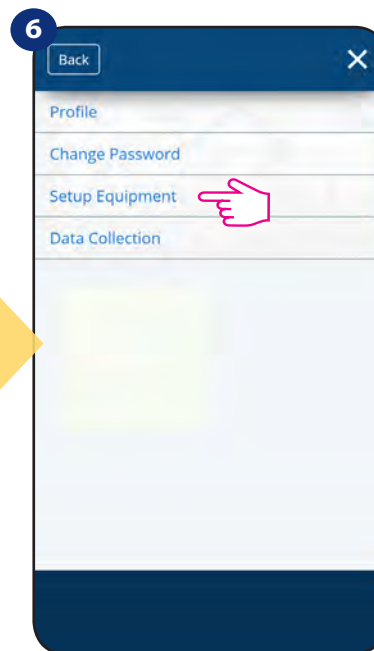 6
Back
Profile
Change Password
Setup Equipment
Data Collection